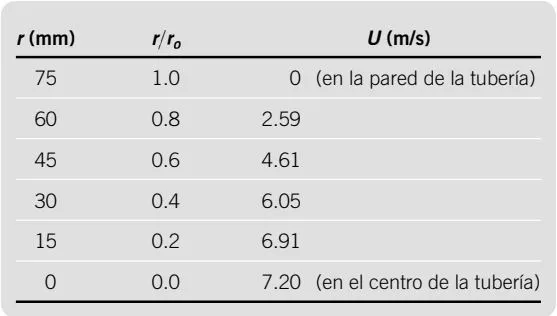 r (mm) r/ro U (m/s)
75 1.0 0 (en la pared de la tubería)
60 0.8 2.59
45 0.6 4.61
30 0.4 6.05
15 0.2 6.91
0 0.0 7.20 (en el centro de la tubería)